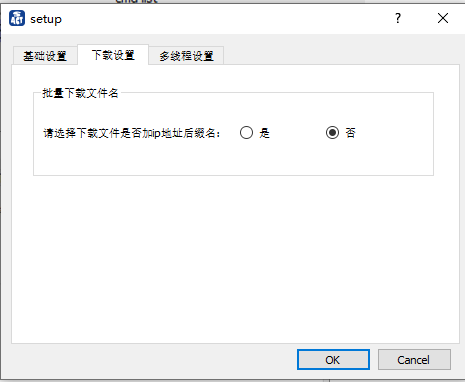 setup
?
基础设置 下载设置 多线程设置
批量下载文件名
请选择下载文件是否加ip地址后缀名： 是 否
OK Cancel